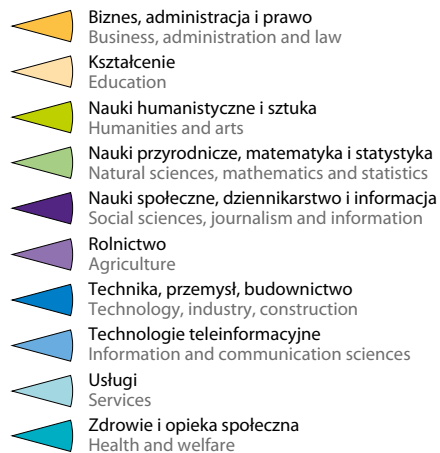 Biznes, administracja i prawo
Business, administration and law
Kształcenie
Education
Nauki humanistyczne i sztuka
Humanities and arts
Nauki przyrodnicze, matematyka i statystyka
Natural sciences, mathematics and statistics
Nauki społeczne, dziennikarstwo i informacja
Social sciences, journalism and information
Rolnictwo
Agriculture
Technika, przemysł, budownictwo
Technology, industry, construction
Technologie teleinformacyjne
Information and communication sciences
Usługi
Services
Zdrowie i opieka społeczna
Health and welfare